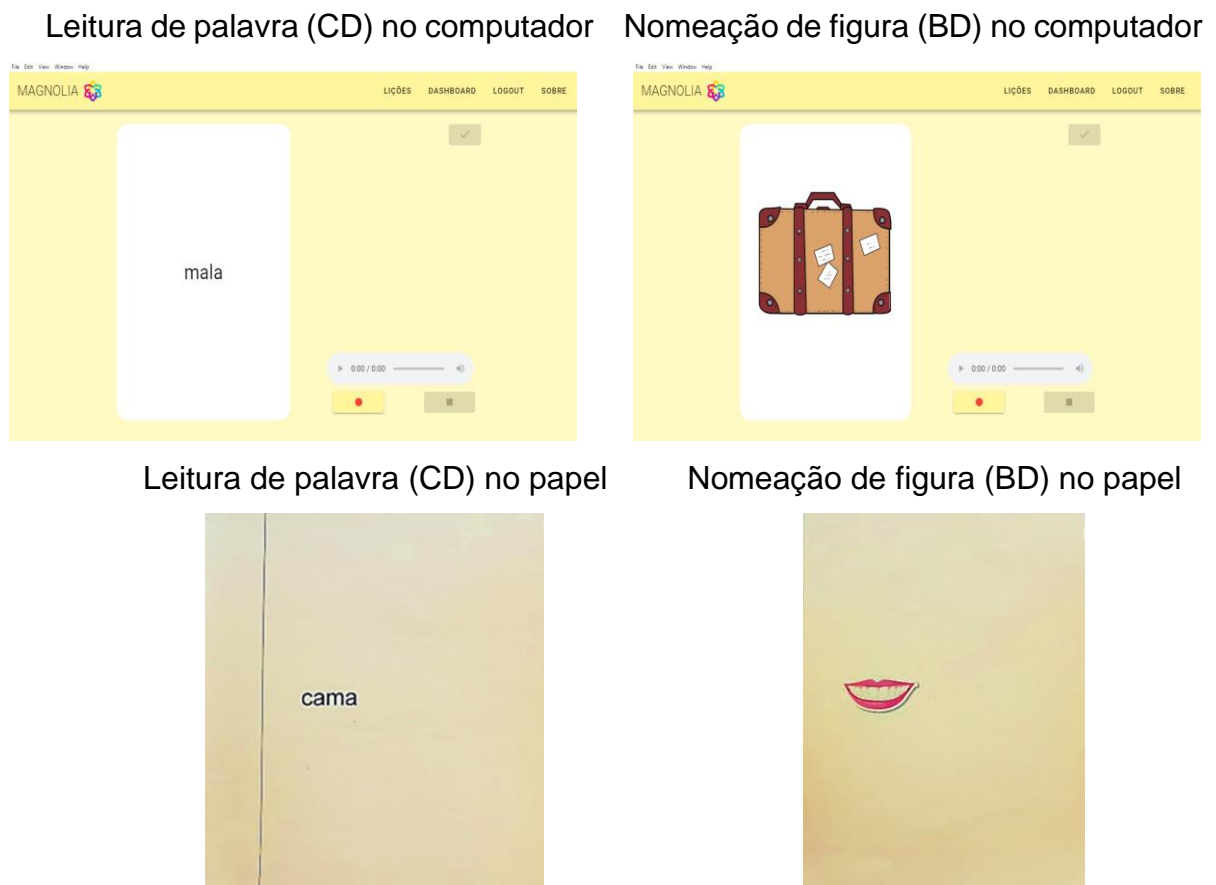 Leitura de palavra (CD) no computador
Nomeação de figura (BD) no computador
File Edit View Window Help
MAGNOLIA
LIÇÕES DASHBOARD LOGOUT SOBRE
mala
0:00 / 0:00
File Edit View Window Help
MAGNOLIA
LIÇÕES DASHBOARD LOGOUT SOBRE
0:00 / 0:00
Leitura de palavra (CD) no papel
Nomeação de figura (BD) no papel
cama